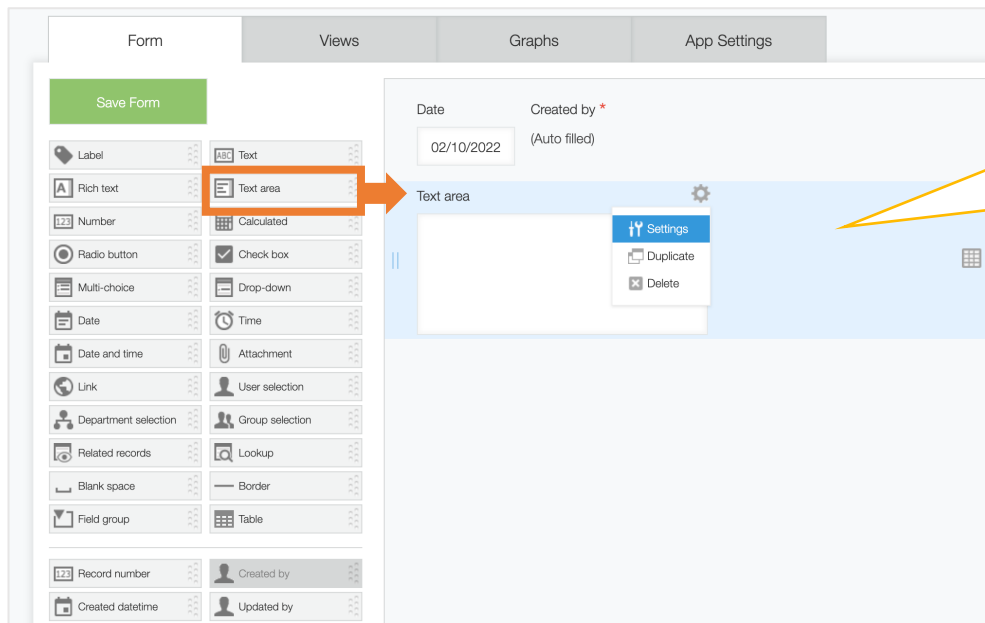 Form
Views
Graphs
App Settings
Save Form
Label
ABC Text
A Rich text
Text area
123 Number
Calculated
Radio button
Check box
Multi-choice
Drop-down
Date
Time
Date and time
Attachment
Link
User selection
Department selection
Group selection
Related records
Lookup
Blank space
Border
Field group
Table
123 Record number
Created by
Created datetime
Updated by
Date
Created by *
02/10/2022
(Auto filled)
Text area
Settings
Duplicate
Delete